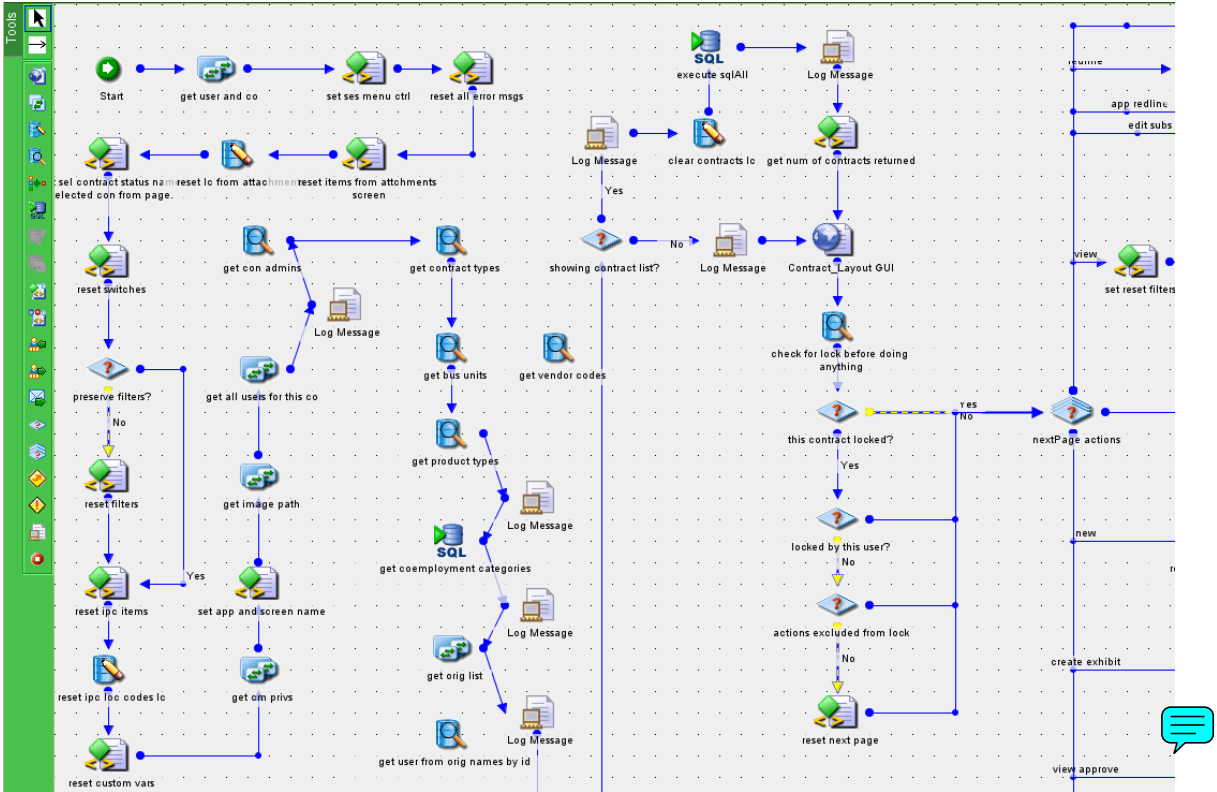 Tools
SQL
execute sqlAll
Log Message
redline
Start
get user and co
set ses menu ctrl
reset all error msgs
app redline
edit subs
Log Message
clear contracts lc
get num of contracts returned
sel contract status nam
elected con from page.
reset lc from attachments
reset items from attchments
screen
Yes
get con admins
get contract types
showing contract list?
No
Log Message
Contract_Layout GUI
view
set reset filters
reset switches
Log Message
check for lock before doing
anything
preserve filters?
get all users for this co
get bus units
get vendor codes
No
Yes
No
this contract locked?
nextPage actions
get product types
Yes
reset filters
get image path
Log Message
SQL
get coemployment categories
locked by this user?
new
No
Yes
reset ipc items
set app and screen name
Log Message
actions excluded from lock
No
create exhibit
get orig list
reset ipc loc codes lc
get om privs
Log Message
reset next page
get user from orig names by id
view approve
reset custom vars